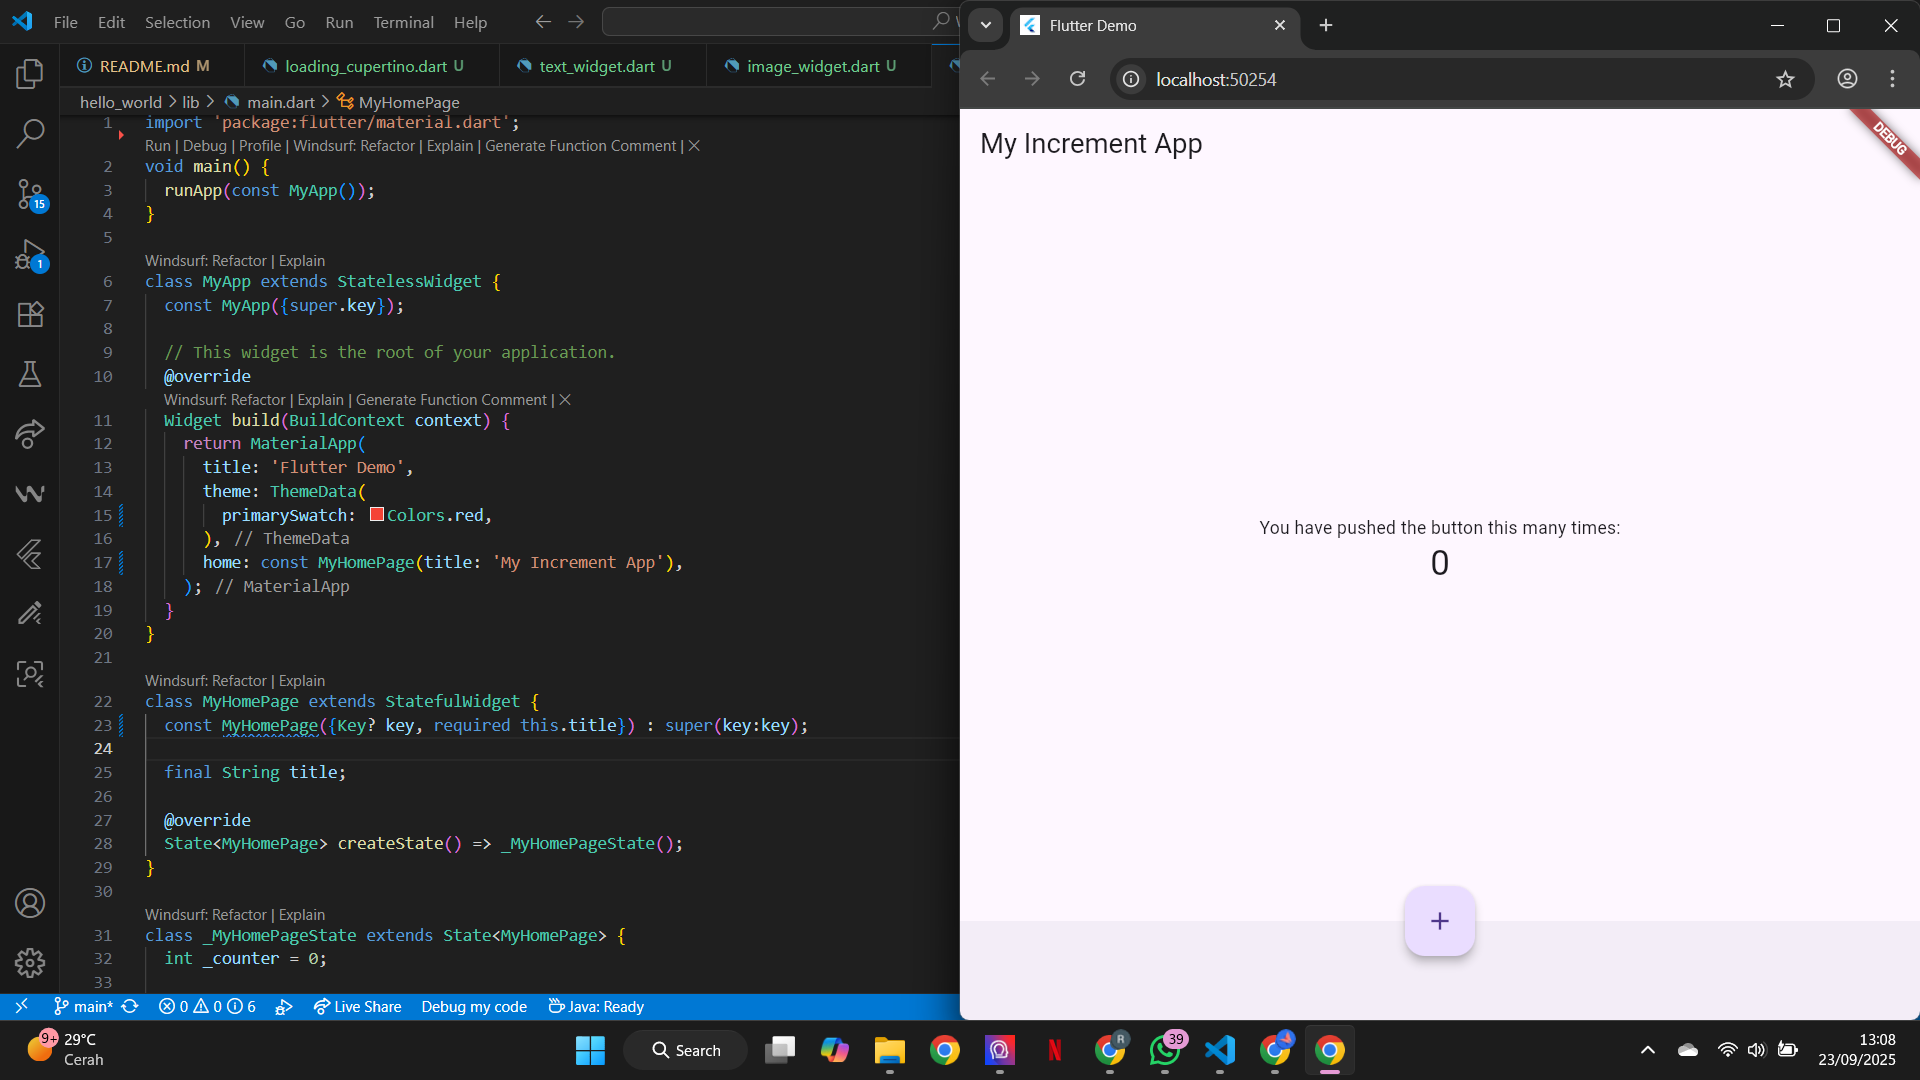 File Edit Selection View Go Run Terminal Help
README.md M loading_cupertino.dart U text_widget.dart U image_widget.dart U
hello_world > lib > main.dart > MyHomePage
1 import 'package:flutter/material.dart';
Run | Debug | Profile | Windsurf: Refactor | Explain | Generate Function Comment | X
2 void main() {
3 runApp(const MyApp());
4 }
5
Windsurf: Refactor | Explain
6 class MyApp extends StatelessWidget {
7 const MyApp({super.key});
8
9 // This widget is the root of your application.
10 @override
Windsurf: Refactor | Explain | Generate Function Comment | X
11 Widget build(BuildContext context) {
12 return MaterialApp(
13 title: 'Flutter Demo',
14 theme: ThemeData(
15 primarySwatch: Colors.red,
16 ), // ThemeData
17 home: const MyHomePage(title: 'My Increment App'),
18 ); // MaterialApp
19 }
20 }
21
Windsurf: Refactor | Explain
22 class MyHomePage extends StatefulWidget {
23 const MyHomePage({Key? key, required this.title}) : super(key:key);
24
25 final String title;
26
27 @override
28 State<MyHomePage> createState() => _MyHomePageState();
29 }
30
Windsurf: Refactor | Explain
31 class _MyHomePageState extends State<MyHomePage> {
32 int _counter = 0;
33
15
1
main* 0 0 6 Live Share Debug my code Java: Ready
Flutter Demo
localhost:50254
My Increment App
DEBUG
You have pushed the button this many times:
0
+
9+ 29°C
Cerah
Search
R
39
13:08
23/09/2025